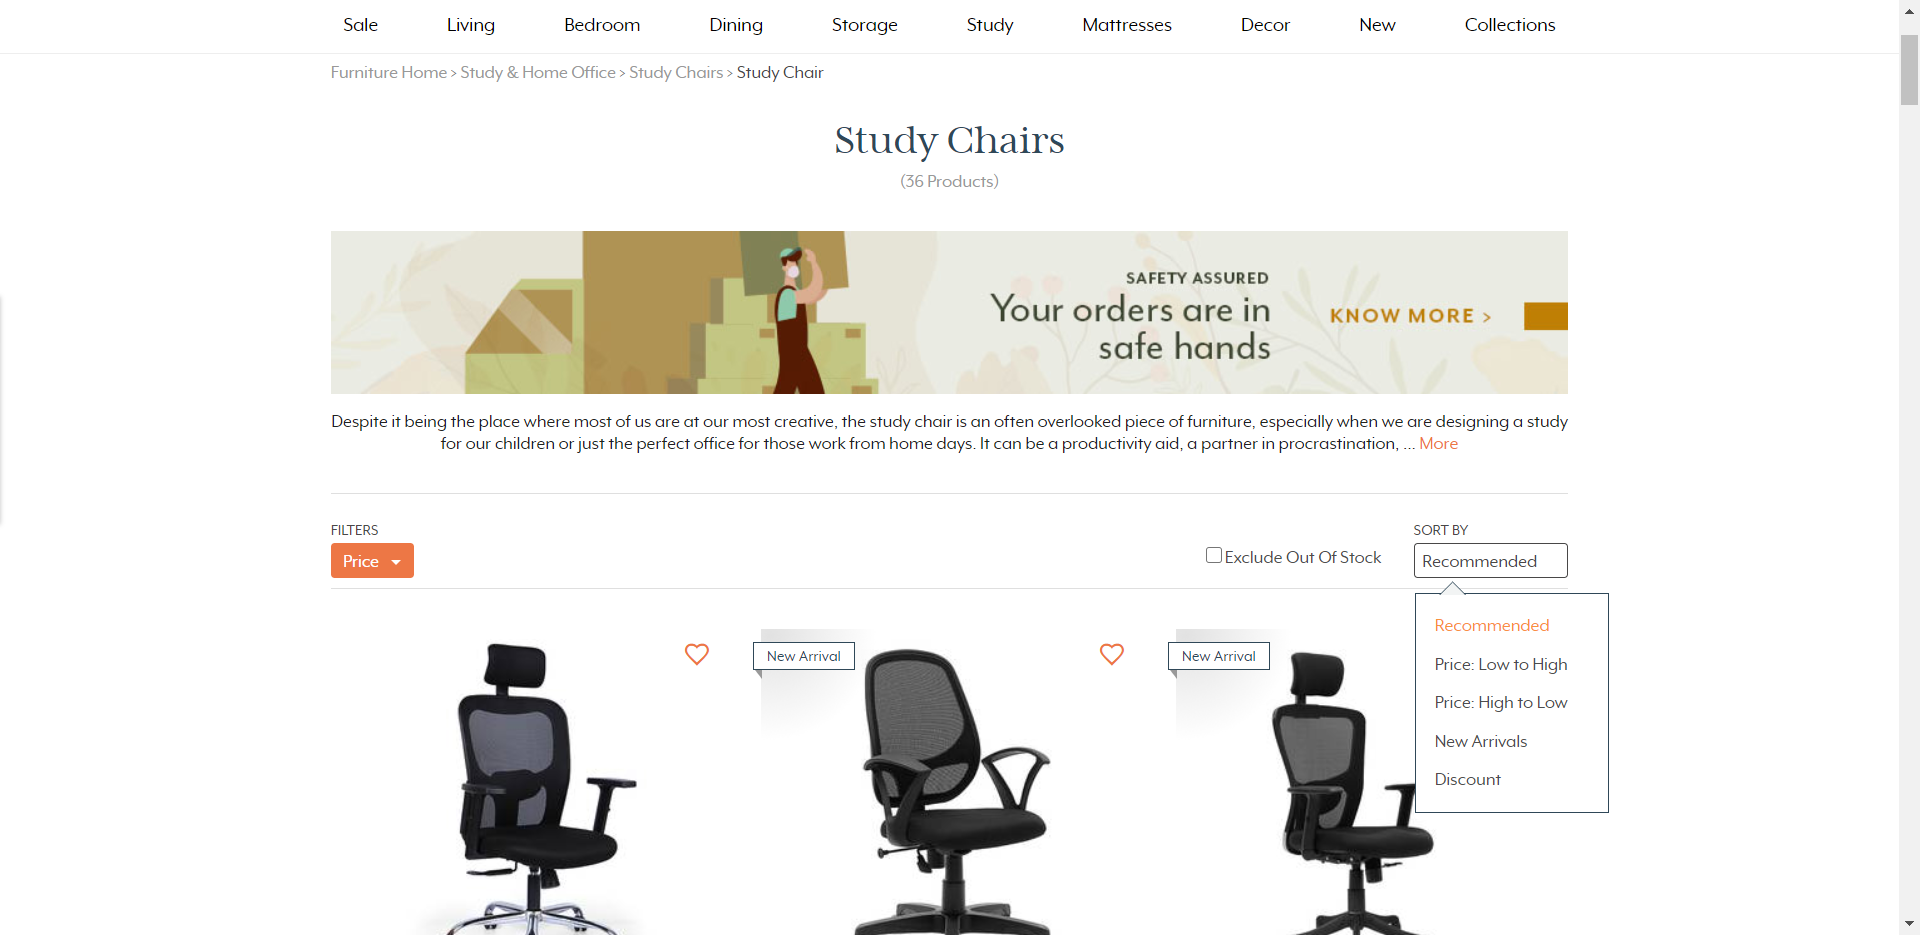 Sale Living Bedroom Dining Storage Study Mattresses Decor New Collections
Furniture Home > Study & Home Office > Study Chairs > Study Chair
Study Chairs
(36 Products)
SAFETY ASSURED
Your orders are in
safe hands
KNOW MORE >
Despite it being the place where most of us are at our most creative, the study chair is an often overlooked piece of furniture, especially when we are designing a study
for our children or just the perfect office for those work from home days. It can be a productivity aid, a partner in procrastination, ... More
FILTERS
Price
Exclude Out Of Stock
SORT BY
Recommended
Recommended
Price: Low to High
Price: High to Low
New Arrivals
Discount
New Arrival
New Arrival